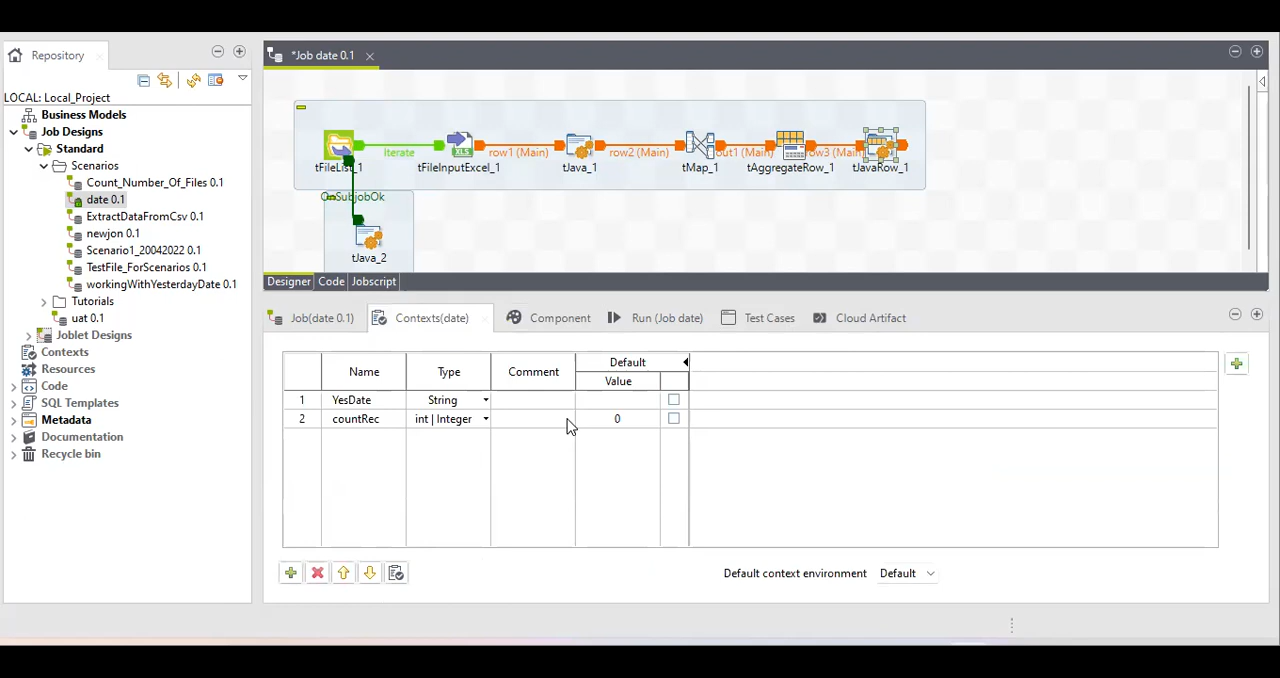 Repository
LOCAL: Local_Project
Business Models
Job Designs
Standard
Scenarios
Count_Number_Of_Files 0.1
date 0.1
ExtractDataFromCsv 0.1
newjon 0.1
Scenario1_20042022 0.1
TestFile_ForScenarios 0.1
workingWithYesterdayDate 0.1
Tutorials
uat 0.1
Joblet Designs
Contexts
Resources
Code
SQL Templates
Metadata
Documentation
Recycle bin
*Job date 0.1
Iterate
row1 (Main)
row2 (Main)
out1 (Main)
row3 (Main)
tFileList_1
tFileInputExcel_1
tJava_1
tMap_1
tAggregateRow_1
tJavaRow_1
OnSubjobOk
tJava_2
Designer Code Jobscript
Job(date 0.1) Contexts(date) Component Run (Job date) Test Cases Cloud Artifact
Name Type Comment Default
Value
1 YesDate String
2 countRec int | Integer 0
Default context environment Default